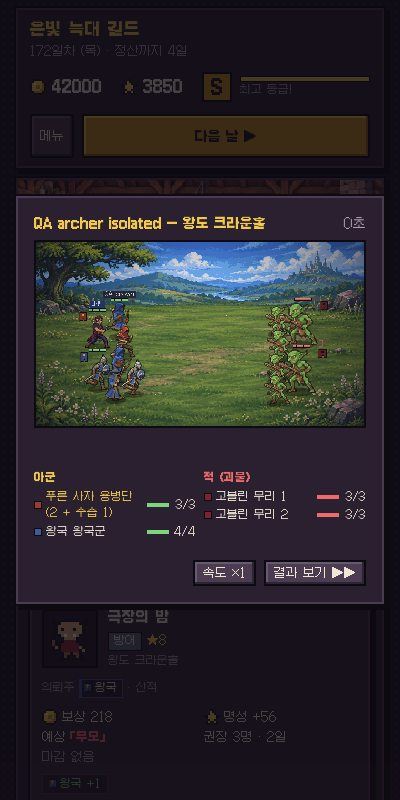 은빛 늑대 길드
172일차 (목) · 정산까지 4일
42000 3850 S 최고 등급!
메뉴 다음 날 ▶
QA archer isolated — 왕도 크라운홀 0초
아군 적 (괴물)
푸른 사자 용병단 3/3 고블린 무리 1 3/3
(2 + 수습 1) 고블린 무리 2 3/3
왕국 왕국군 4/4
속도 ×1 결과 보기 ▶▶
극장의 밤
방어 ★8
왕도 크라운홀
의뢰주 왕국 · 산적
보상 218 명성 +56
예상 「무모」 권장 3명 · 2일
마감 없음
왕국 +1